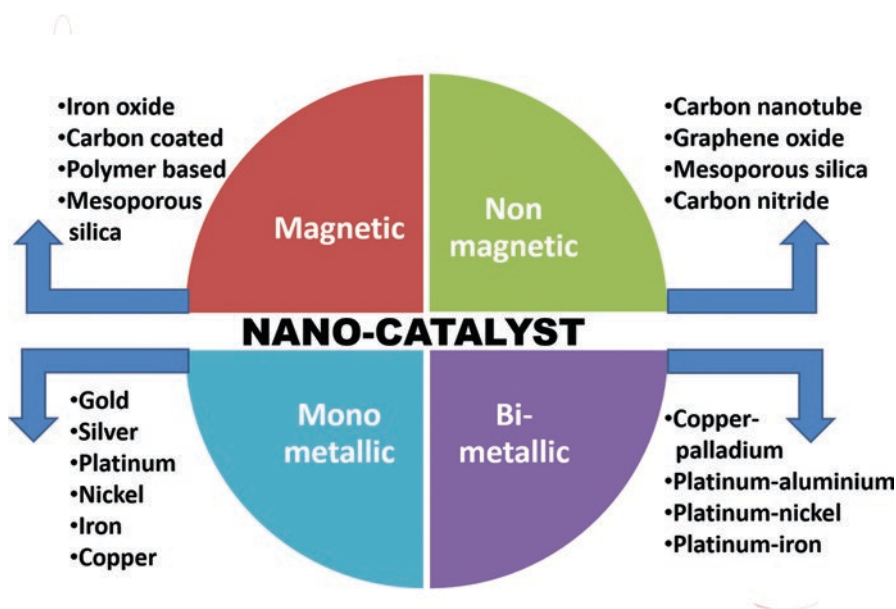 •Iron oxide
•Carbon coated
•Polymer based
•Mesoporous
silica
•Carbon nanotube
•Graphene oxide
•Mesoporous silica
•Carbon nitride
Magnetic
Non
magnetic
NANO-CATALYST
Mono
metallic
Bi-
metallic
•Gold
•Silver
•Platinum
•Nickel
•Iron
•Copper
•Copper-
palladium
•Platinum-aluminium
•Platinum-nickel
•Platinum-iron